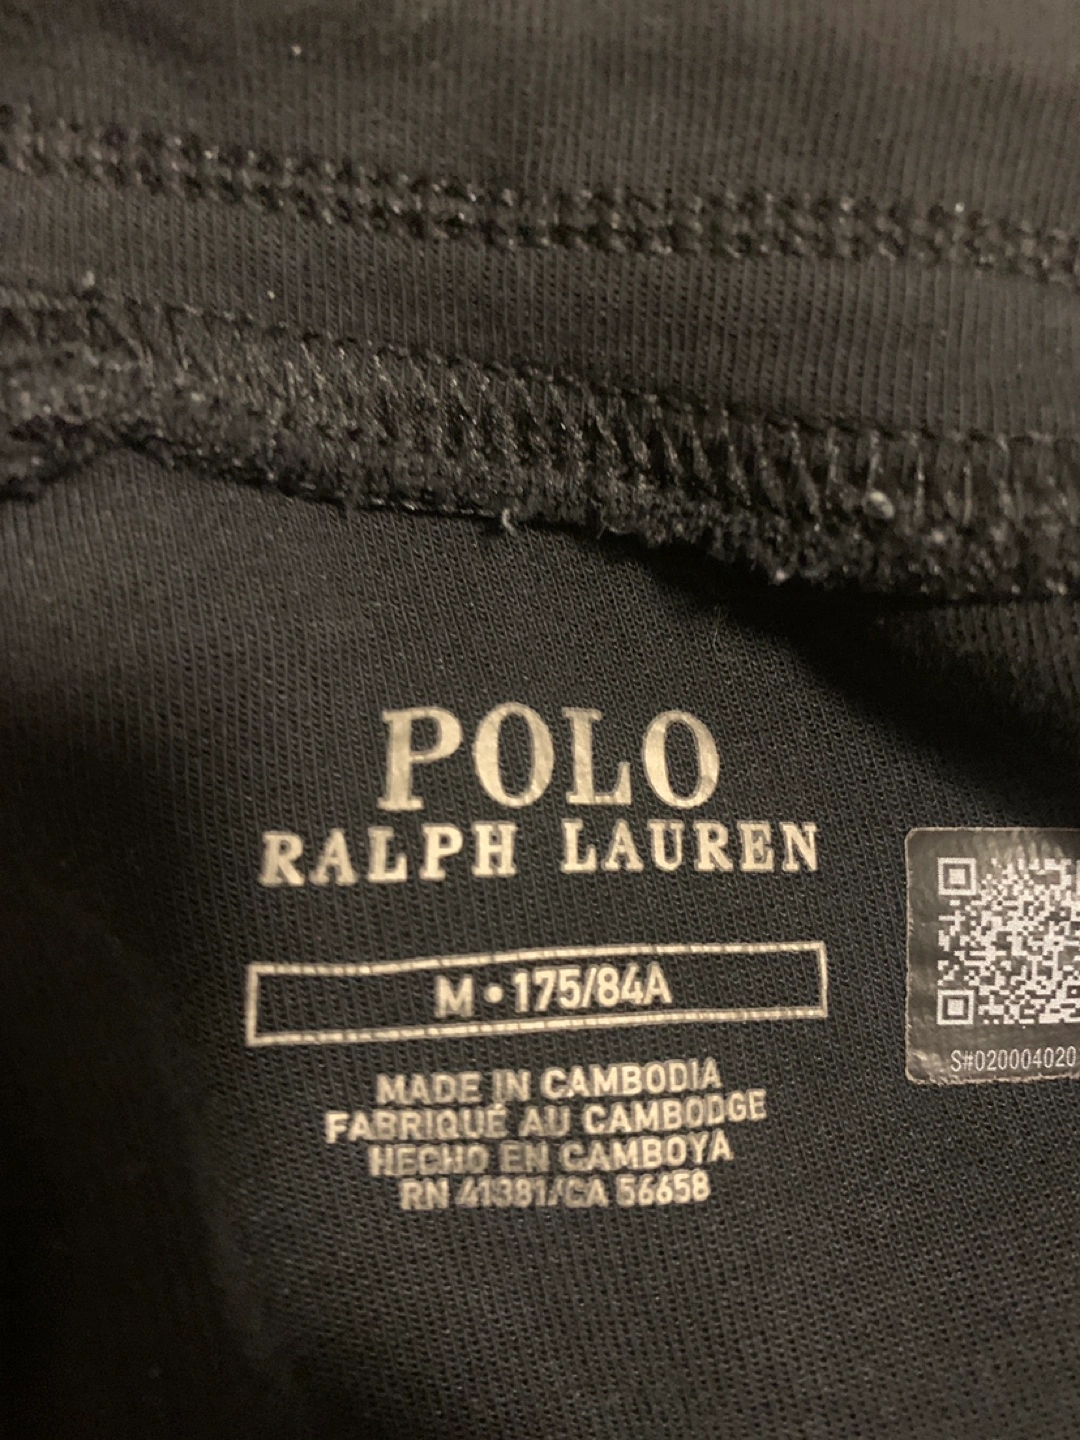 POLO
RALPH LAUREN
M • 175/84A
MADE IN CAMBODIA
FABRIQUÉ AU CAMBODGE
HECHO EN CAMBOYA
RN 41381/CA 56658
S#020004020